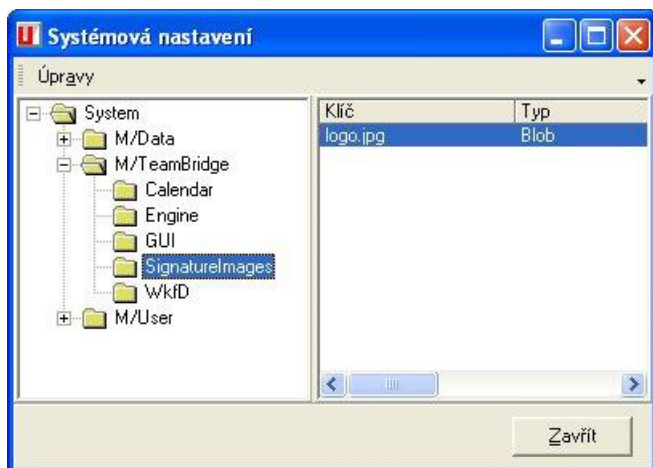 Systémová nastavení
Úpravy
System
M/Data
M/TeamBridge
Calendar
Engine
GUI
SignatureImages
WkfD
M/User
Klíč Typ
logo.jpg Blob
Zavřít